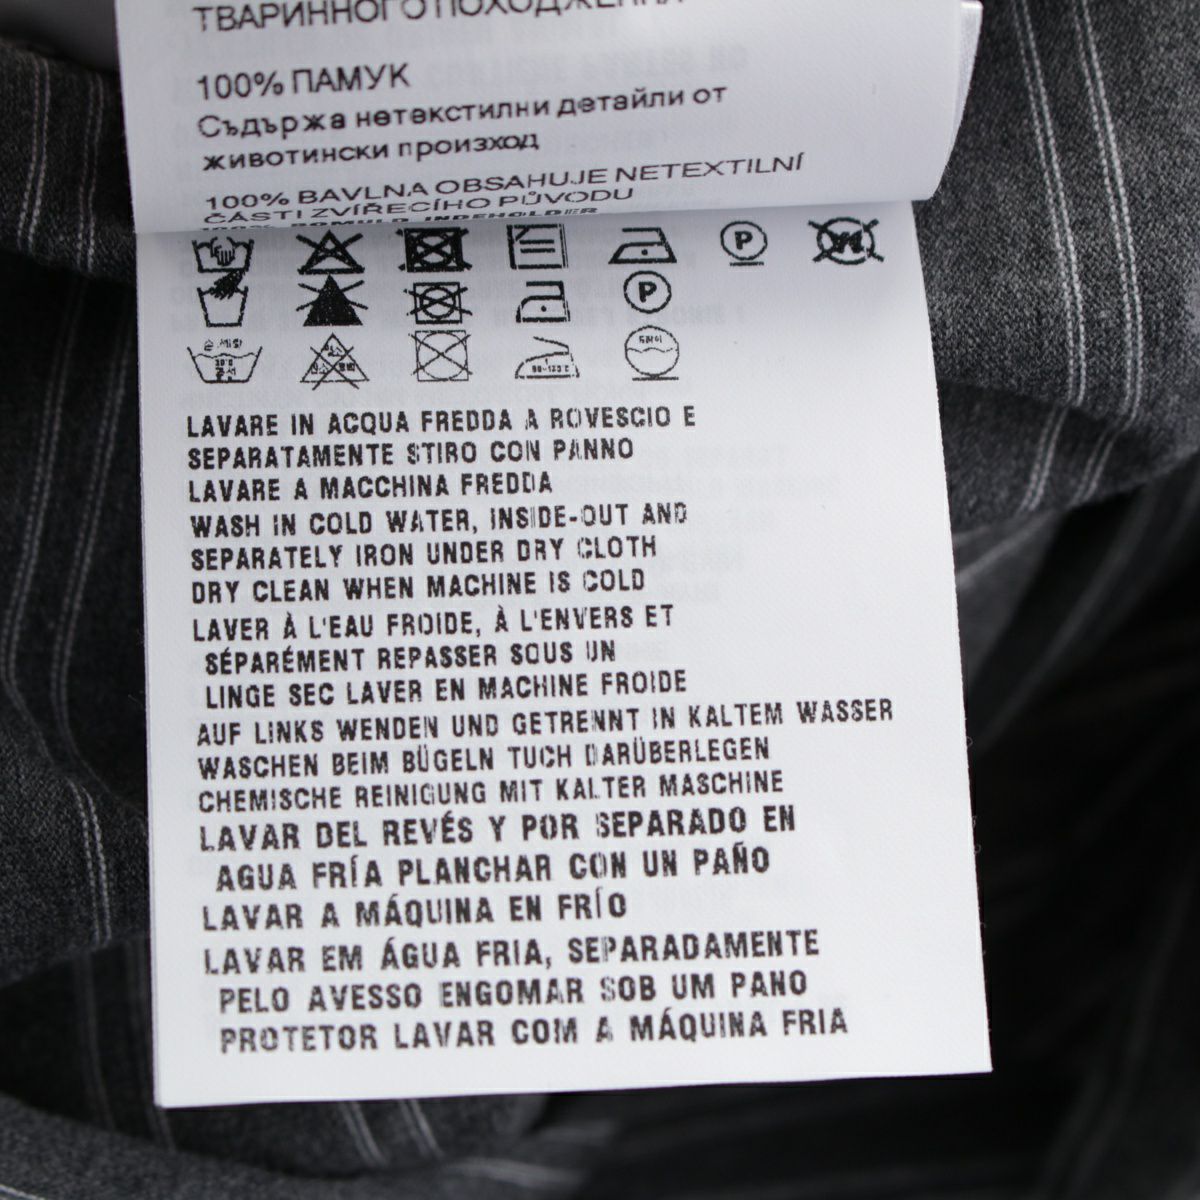 ТВАРИННОГО ПОХОДЖЕННЯ
100% ПАМУК
Съдържа нетекстилни детайли от
животински произход
100% BAVLNA OBSAHUJE NETEXTILNÍ
ČÁSTI ZVÍŘECÍHO PŮVODU
P
P
LAVARE IN ACQUA FREDDA A ROVESCIO E
SEPARATAMENTE STIRO CON PANNO
LAVARE A MACCHINA FREDDA
WASH IN COLD WATER, INSIDE-OUT AND
SEPARATELY IRON UNDER DRY CLOTH
DRY CLEAN WHEN MACHINE IS COLD
LAVER À L'EAU FROIDE, À L'ENVERS ET
SÉPARÉMENT REPASSER SOUS UN
LINGE SEC LAVER EN MACHINE FROIDE
AUF LINKS WENDEN UND GETRENNT IN KALTEM WASSER
WASCHEN BEIM BÜGELN TUCH DARÜBERLEGEN
CHEMISCHE REINIGUNG MIT KALTER MASCHINE
LAVAR DEL REVÉS Y POR SEPARADO EN
AGUA FRÍA PLANCHAR CON UN PAÑO
LAVAR A MÁQUINA EN FRÍO
LAVAR EM ÁGUA FRIA, SEPARADAMENTE
PELO AVESSO ENGOMAR SOB UM PANO
PROTETOR LAVAR COM A MÁQUINA FRIA